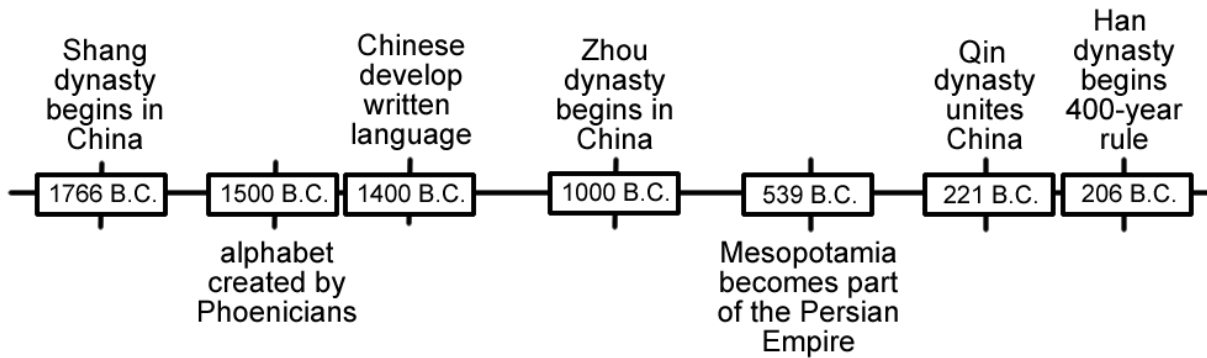 Shang
dynasty
begins in
China
Chinese
develop
written
language
Zhou
dynasty
begins in
China
Qin
dynasty
unites
China
Han
dynasty
begins
400-year
rule
1766 B.C.
1500 B.C.
1400 B.C.
1000 B.C.
539 B.C.
221 B.C.
206 B.C.
alphabet
created by
Phoenicians
Mesopotamia
becomes part
of the Persian
Empire